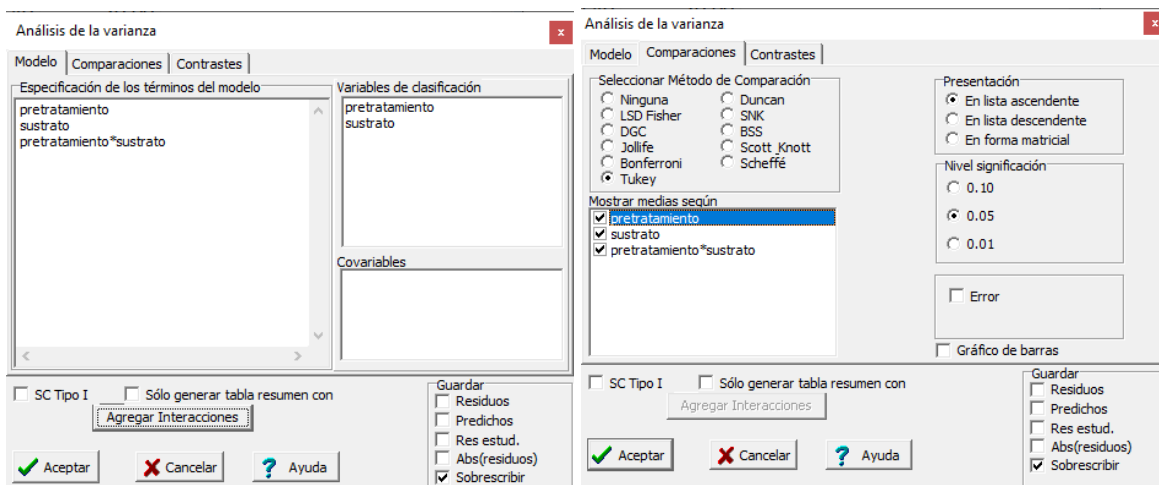 Análisis de la varianza
x
Modelo Comparaciones Contrastes
Especificación de los términos del modelo
pretratamiento
sustrato
pretratamiento*sustrato
Variables de clasificación
pretratamiento
sustrato
Covariables
SC Tipo I
Sólo generar tabla resumen con
Agregar Interacciones
Guardar
Residuos
Predichos
Res estud.
Abs(residuos)
Sobrescribir
Aceptar
Cancelar
? Ayuda
Análisis de la varianza
x
Modelo Comparaciones Contrastes
Seleccionar Método de Comparación
Ninguna
LSD Fisher
DGC
Jollife
Bonferroni
Tukey
Duncan
SNK
BSS
Scott_Knott
Scheffé
Mostrar medias según
pretratamiento
sustrato
pretratamiento*sustrato
Presentación
En lista ascendente
En lista descendente
En forma matricial
Nivel significación
0.10
0.05
0.01
Error
Gráfico de barras
SC Tipo I
Sólo generar tabla resumen con
Agregar Interacciones
Guardar
Residuos
Predichos
Res estud.
Abs(residuos)
Sobrescribir
Aceptar
Cancelar
? Ayuda